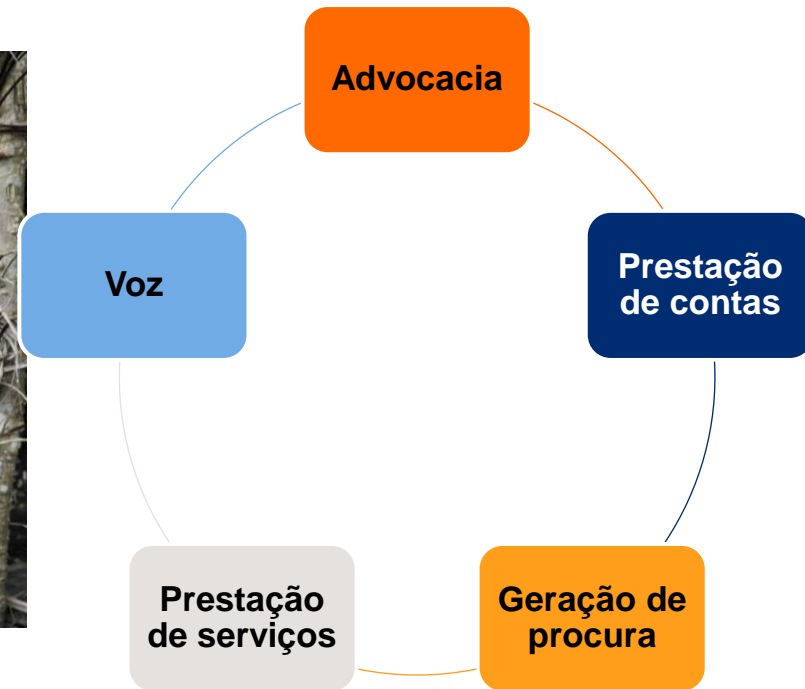 Advocacia
Prestação
de contas
Geração de
procura
Prestação
de serviços
Voz